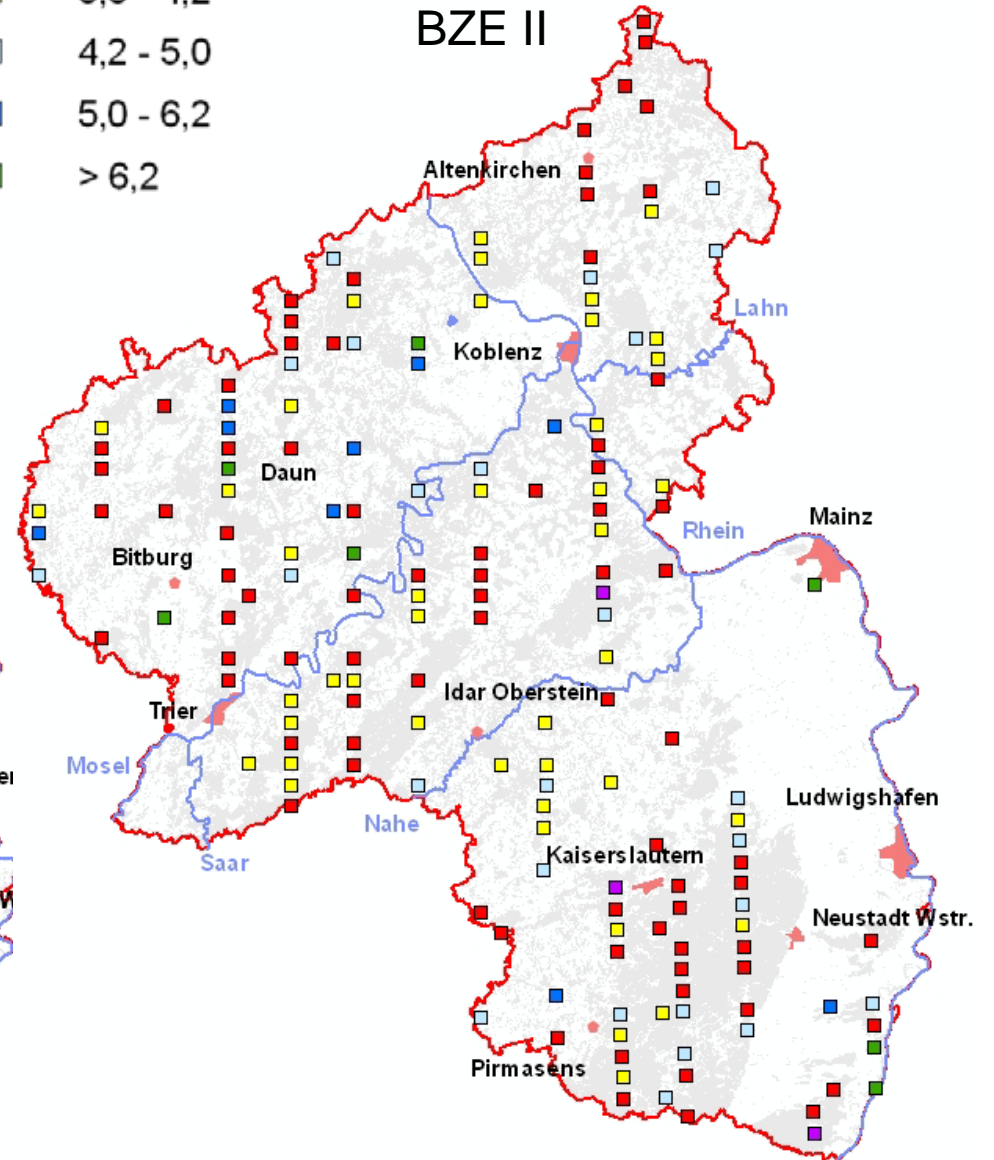 BZE II
4,2 - 5,0
5,0 - 6,2
> 6,2
Altenkirchen
Lahn
Koblenz
Daun
Mainz
Rhein
Bitburg
Idar Oberstein
Trier
Mosel
Ludwigshafen
Nahe
Kaiserslautern
Saar
Neustadt Wstr.
Pirmasens